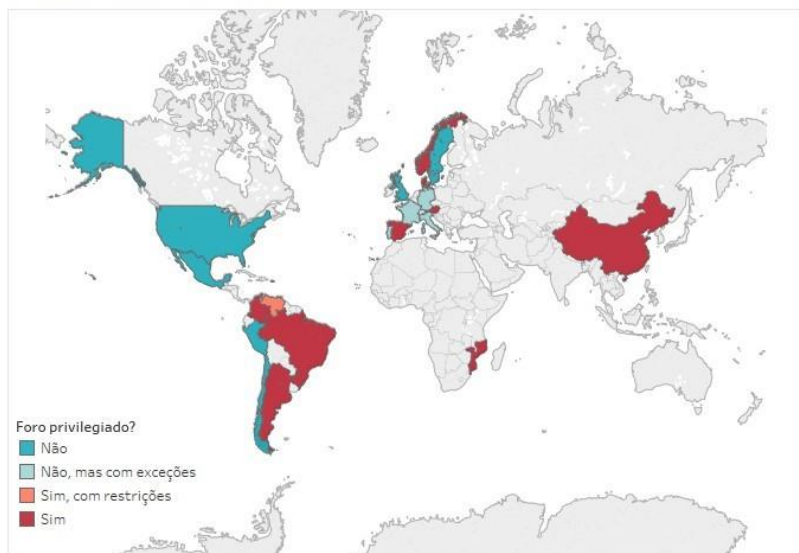 Foro privilegiado?
Não
Não, mas com exceções
Sim, com restrições
Sim